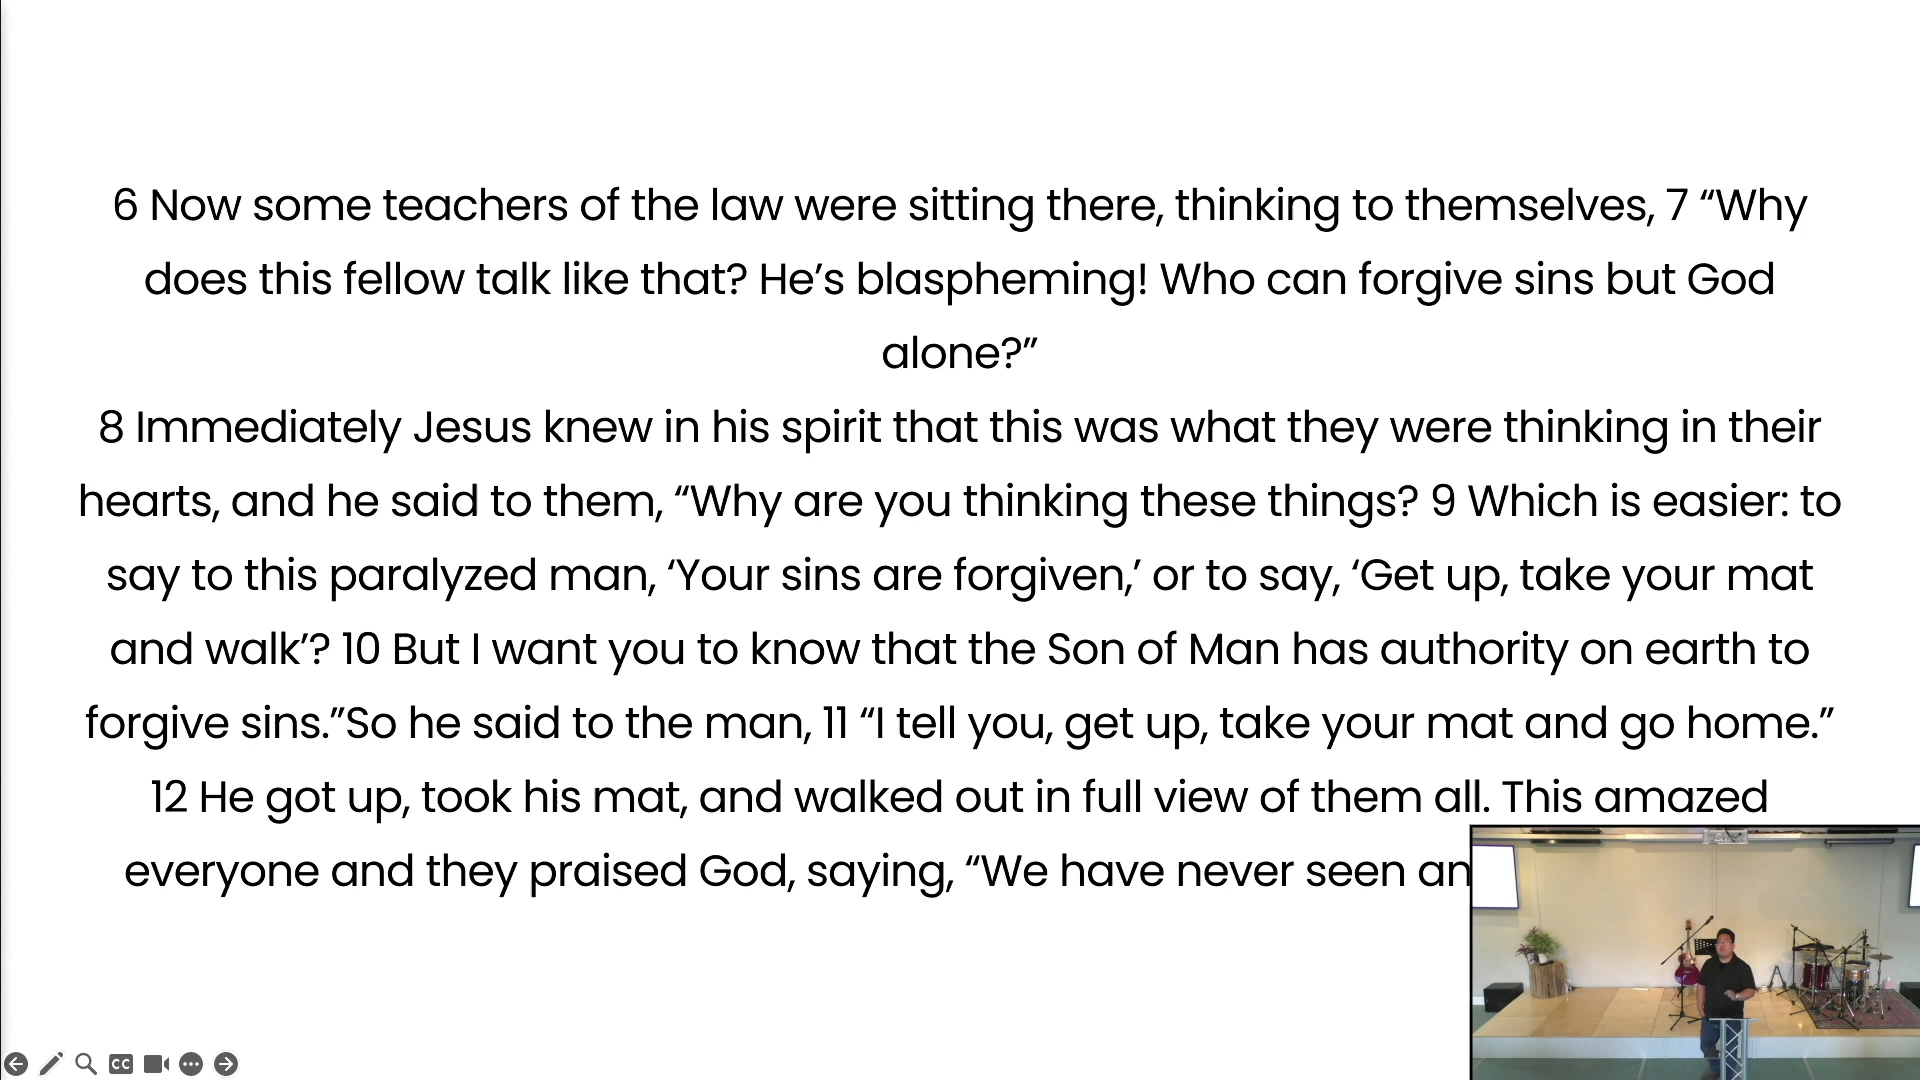 6 Now some teachers of the law were sitting there, thinking to themselves, 7 “Why
does this fellow talk like that? He’s blaspheming! Who can forgive sins but God
alone?”
8 Immediately Jesus knew in his spirit that this was what they were thinking in their
hearts, and he said to them, “Why are you thinking these things? 9 Which is easier: to
say to this paralyzed man, ‘Your sins are forgiven,’ or to say, ‘Get up, take your mat
and walk’? 10 But I want you to know that the Son of Man has authority on earth to
forgive sins.”So he said to the man, 11 “I tell you, get up, take your mat and go home.”
12 He got up, took his mat, and walked out in full view of them all. This amazed
everyone and they praised God, saying, “We have never seen an
CC